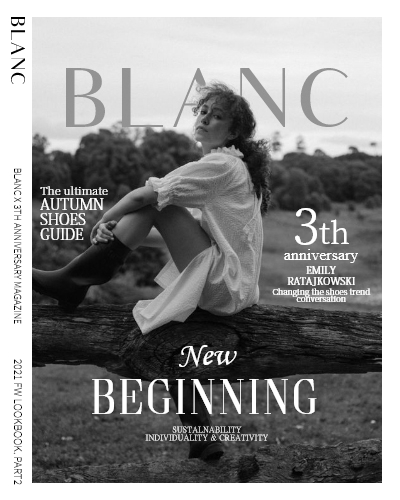 BLANC
BLANC X 3TH ANNIVERSARY MAGAZINE
2021 FW LOOKBOOK, PART2
BLANC
The ultimate
AUTUMN
SHOES
GUIDE
3th
anniversary
EMILY
RATAJKOWSKI
Changing the shoes trend
conversation
New
BEGINNING
SUSTALNABILITY
INDIVIDUALITY & CREATIVITY